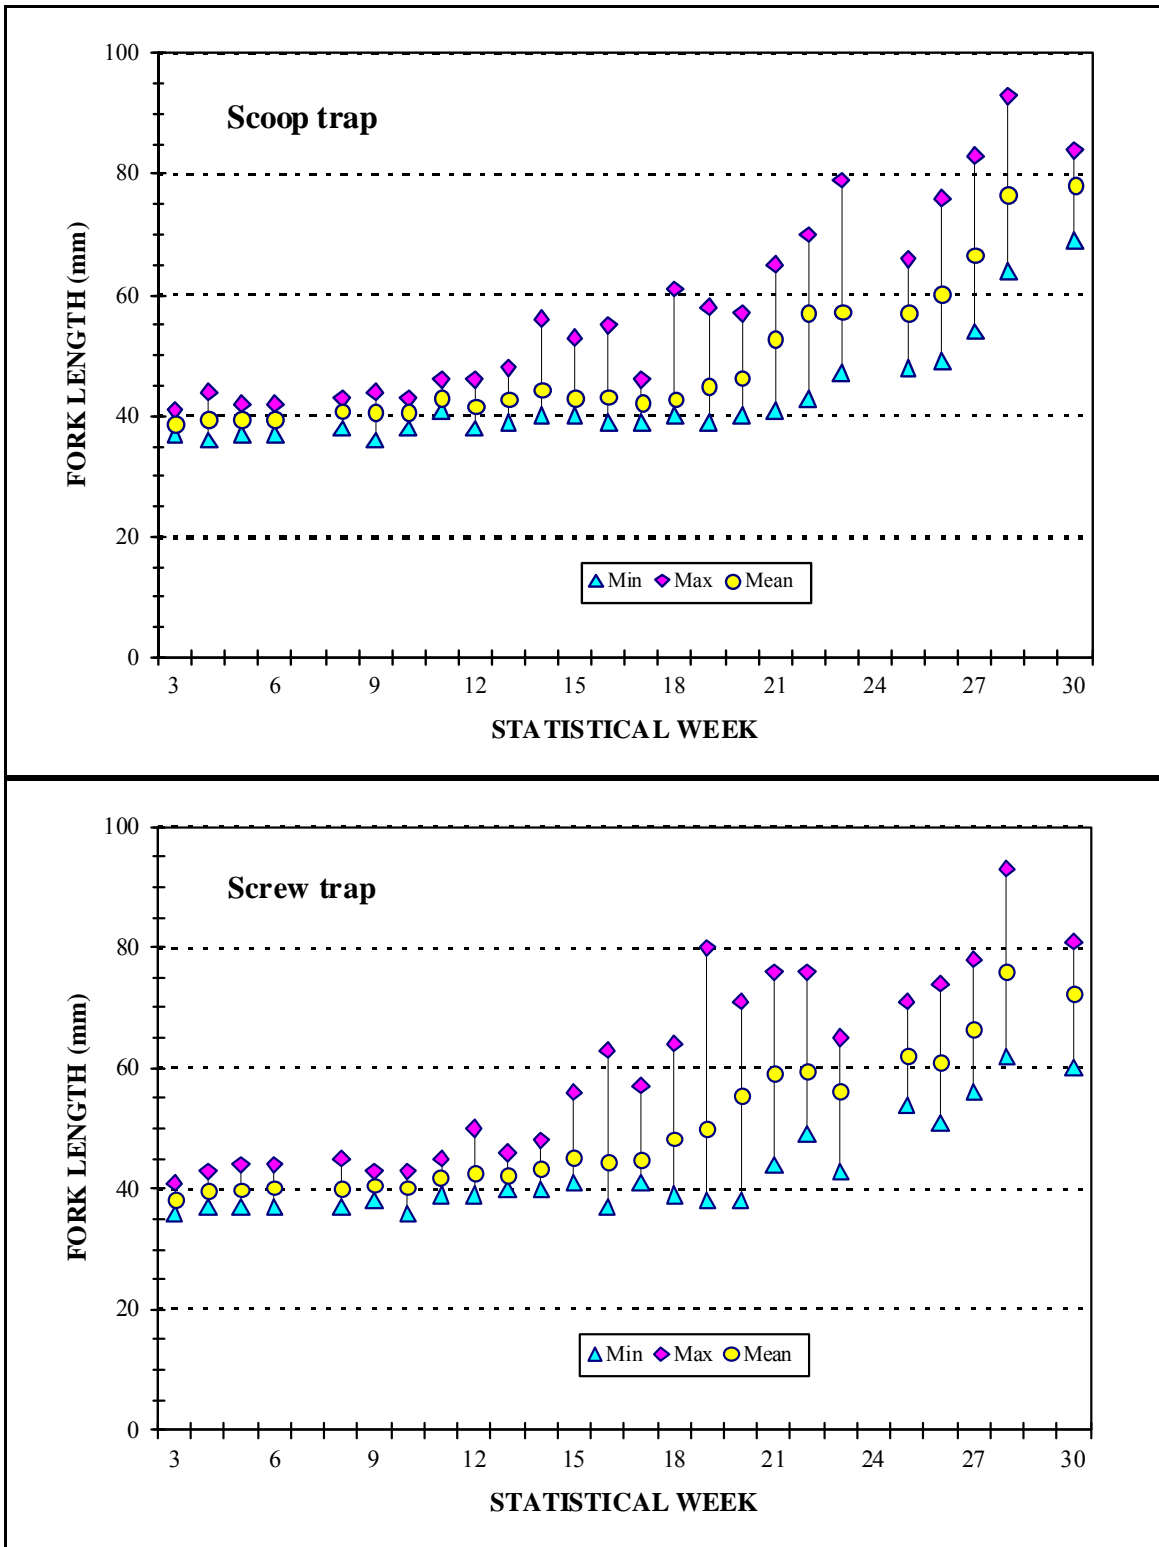 100
Scoop trap
80
60
40
20
0
FORK LENGTH (mm)
Min Max Mean
3 6 9 12 15 18 21 24 27 30
STATISTICAL WEEK
100
Screw trap
80
60
40
20
0
FORK LENGTH (mm)
Min Max Mean
3 6 9 12 15 18 21 24 27 30
STATISTICAL WEEK